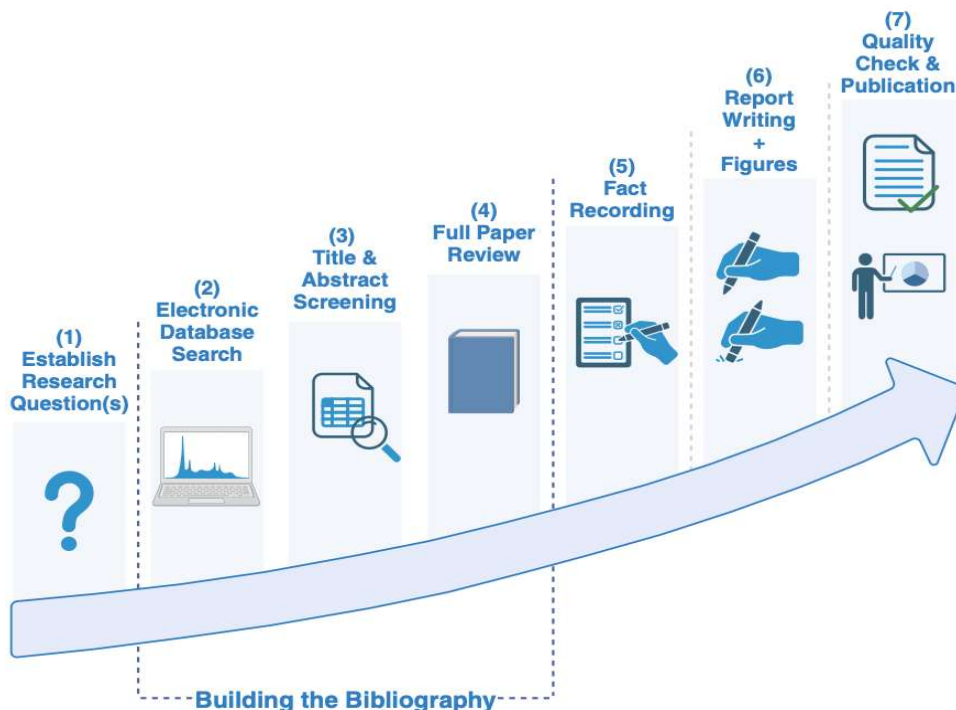 (1)
Establish
Research
Question(s)
(2)
Electronic
Database
Search
(3)
Title &
Abstract
Screening
(4)
Full Paper
Review
(5)
Fact
Recording
(6)
Report
Writing
+
Figures
(7)
Quality
Check &
Publication
Building the Bibliography